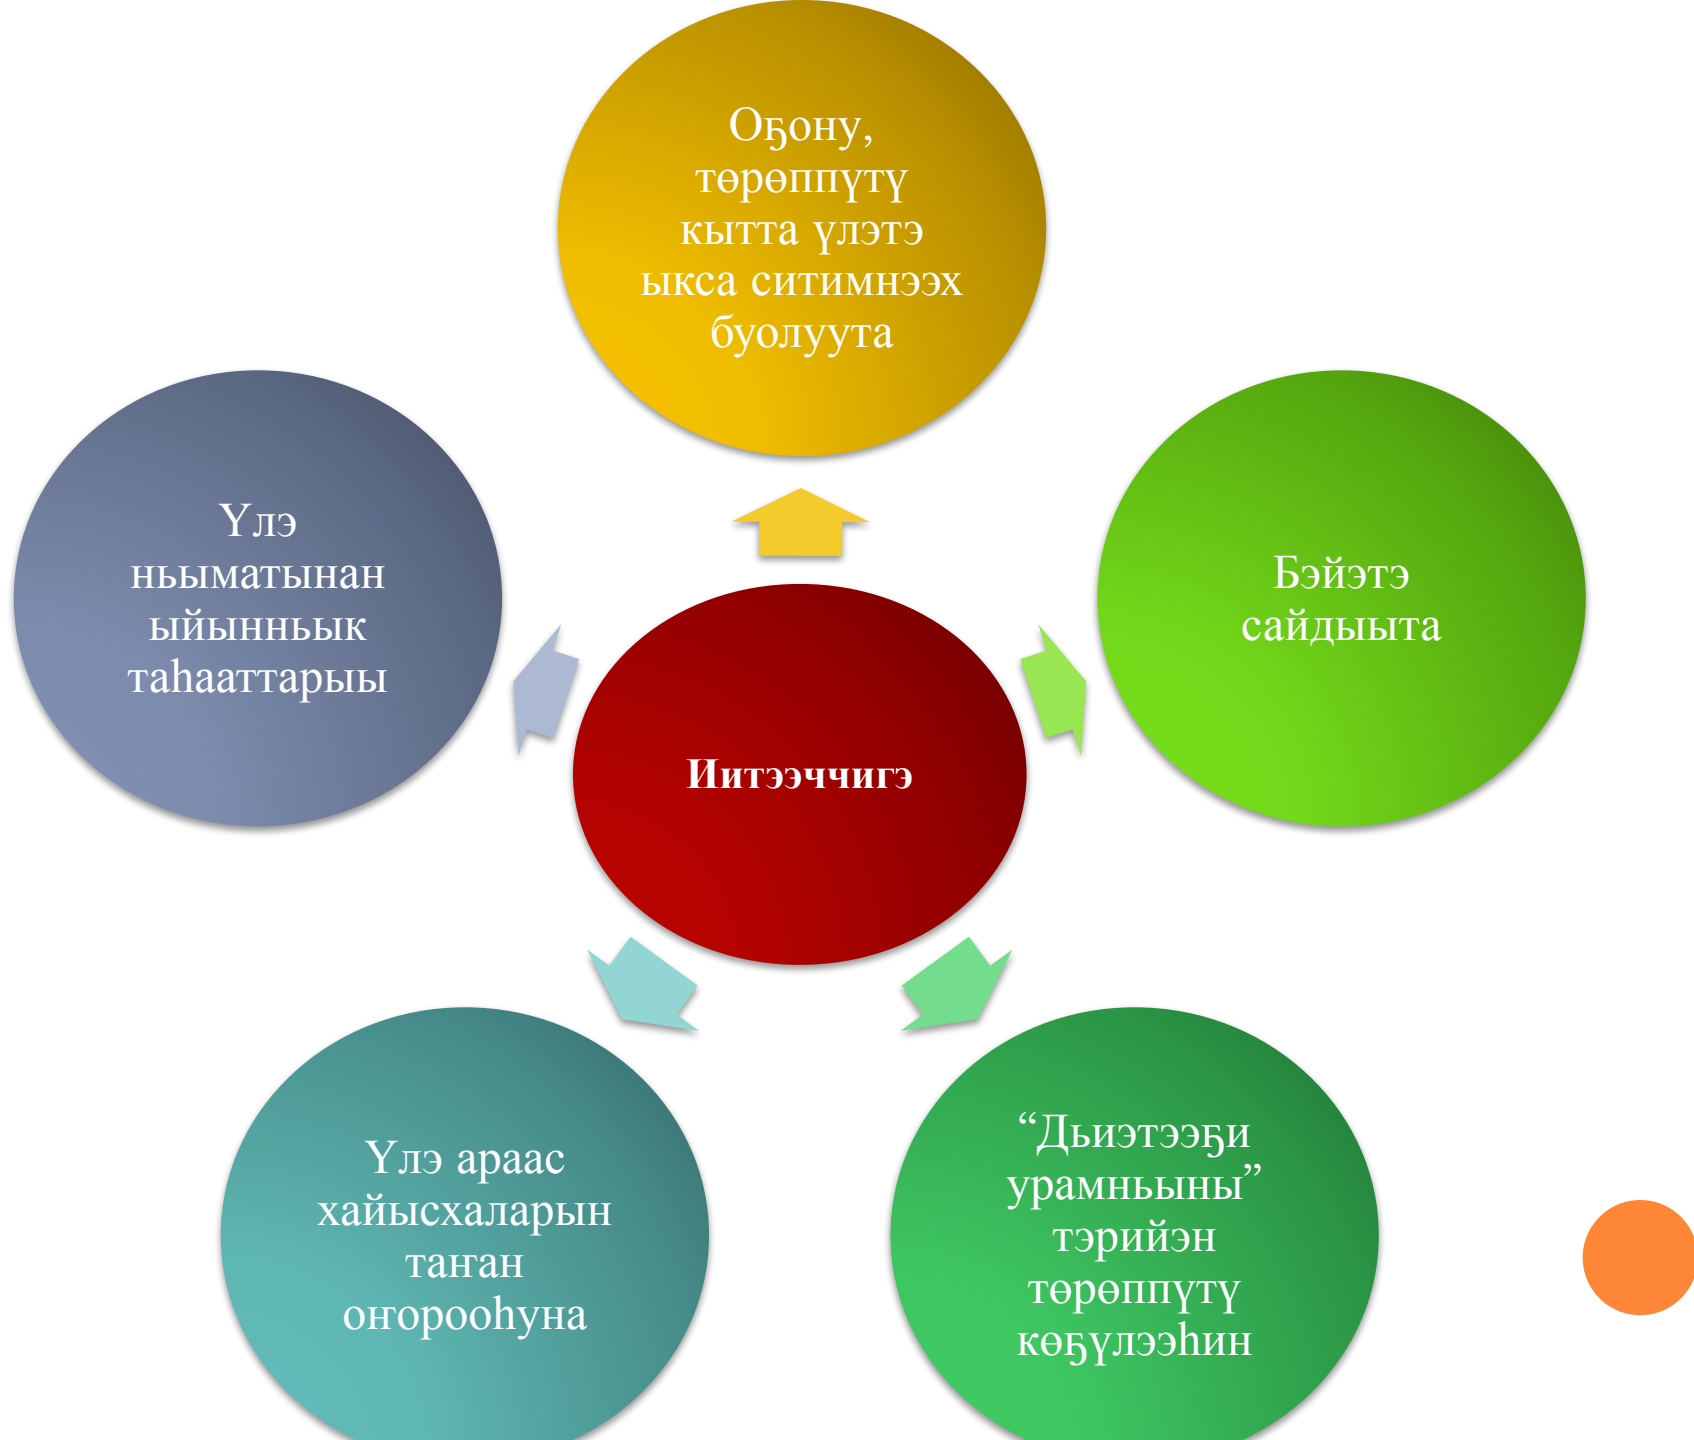 Оҕону,
төрөппүтү
кытта үлэтэ
ыкса ситимнээх
буолуута
Бэйэтэ
сайдыыта
“Дьиэтээҕи
урамньыны”
тэрийэн
төрөппүтү
көҕүлээһин
Үлэ араас
хайысхаларын
таҥан
оҥорооһуна
Үлэ
ньыматынан
ыйынньык
таһааттарыы
Иитээччигэ